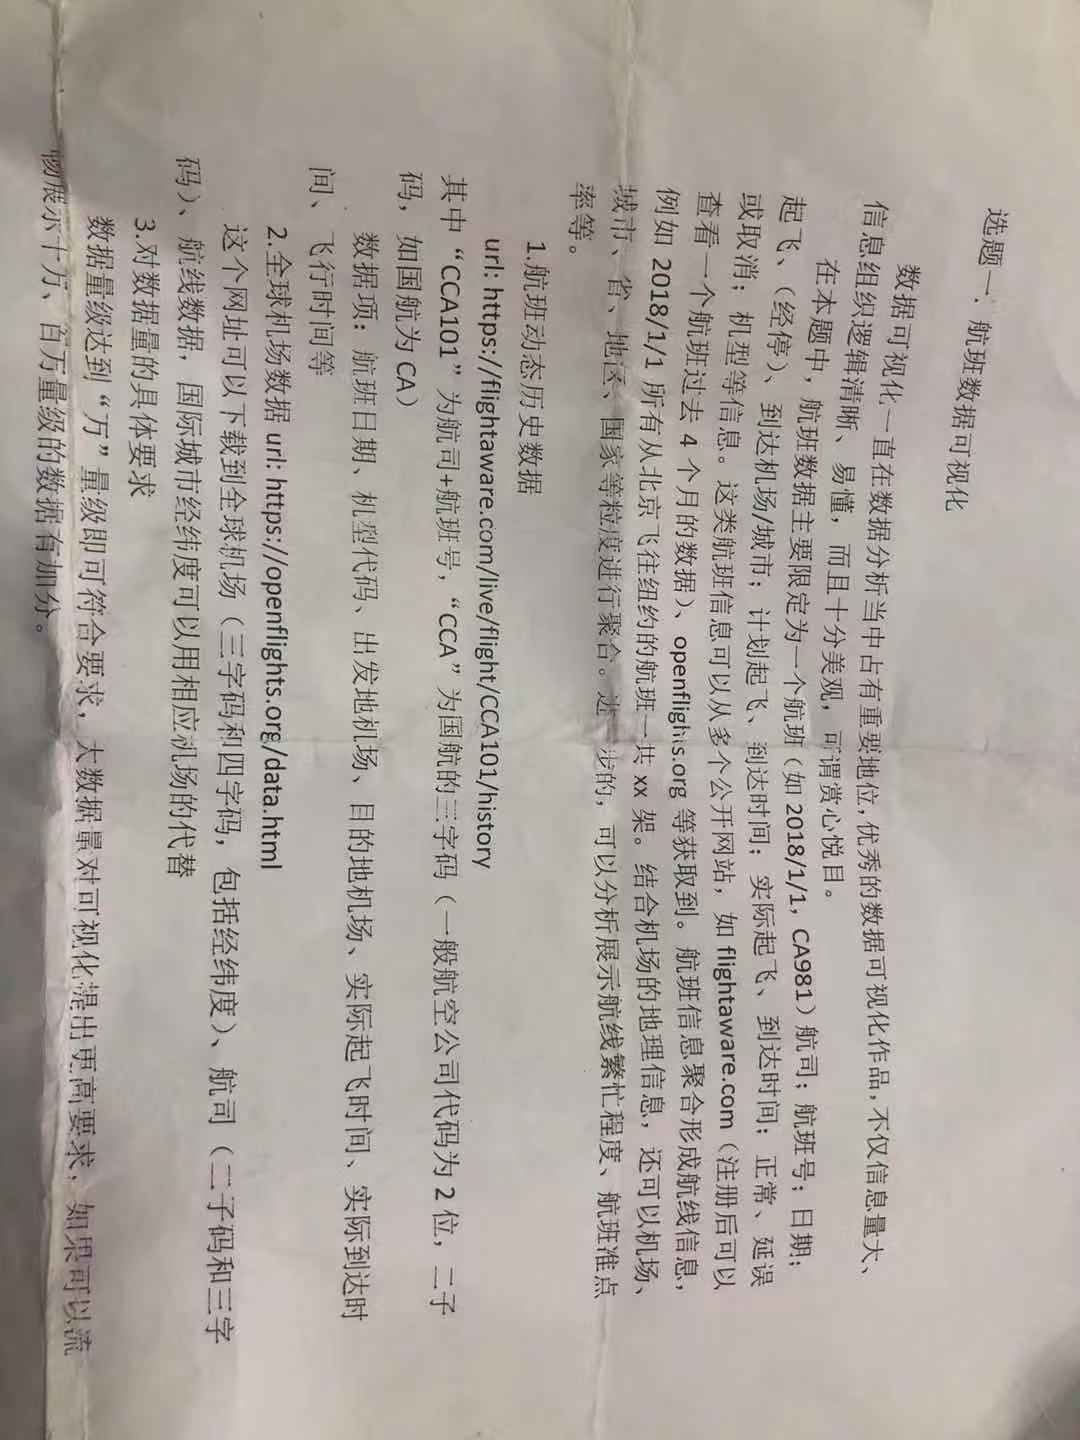 选题一：航班数据可视化
数据可视化
数据可视化一直在数据分析当中占有重要地位,优秀的数据可视化作品,不仅信息量大、
信息组织逻辑清晰、易懂，而且十分美观，可谓赏心悦目。
在本题中，航班数据主要限定为一个航班（如 2018/1/1, CA981）航司；航班号；日期；
起飞、（经停）、到达机场/城市；计划起飞、到达时间；实际起飞、到达时间；正常、延误
或取消；机型等信息。这类航班信息可以从多个公开网站，如 flightaware.com（注册后可以
查看一个航班过去 4 个月的数据）、openflighs.org 等获取到。航班信息聚合形成航线信息，
例如 2018/1/1 所有从北京飞往纽约的航班一共 xx 架。结合机场的地理信息，还可以机场、
城市、省、地区、国家等粒度进行聚合。进一步的，可以分析展示航线繁忙程度、航班准点
率等。
1.航班动态历史数据
url: https://flightaware.com/live/flight/CCA101/history
其中“CCA101”为航司+航班号，“CCA”为国航的三字码（一般航空公司代码为 2 位，二子
码，如国航为 CA）
数据项：航班日期、机型代码、出发地机场、目的地机场、实际起飞时间、实际到达时
间、飞行时间等
2.全球机场数据 url: https://openflights.org/data.html
这个网址可以下载到全球机场（三字码和四字码，包括经纬度）、航司（二子码和三字
码）、航线数据，国际城市经纬度可以用相应机场的代替
3.对数据量的具体要求
数据量级达到“万”量级即可符合要求，大数据量对可视化提出更高要求，如果可以流
畅展示十万、百万量级的数据有加分。